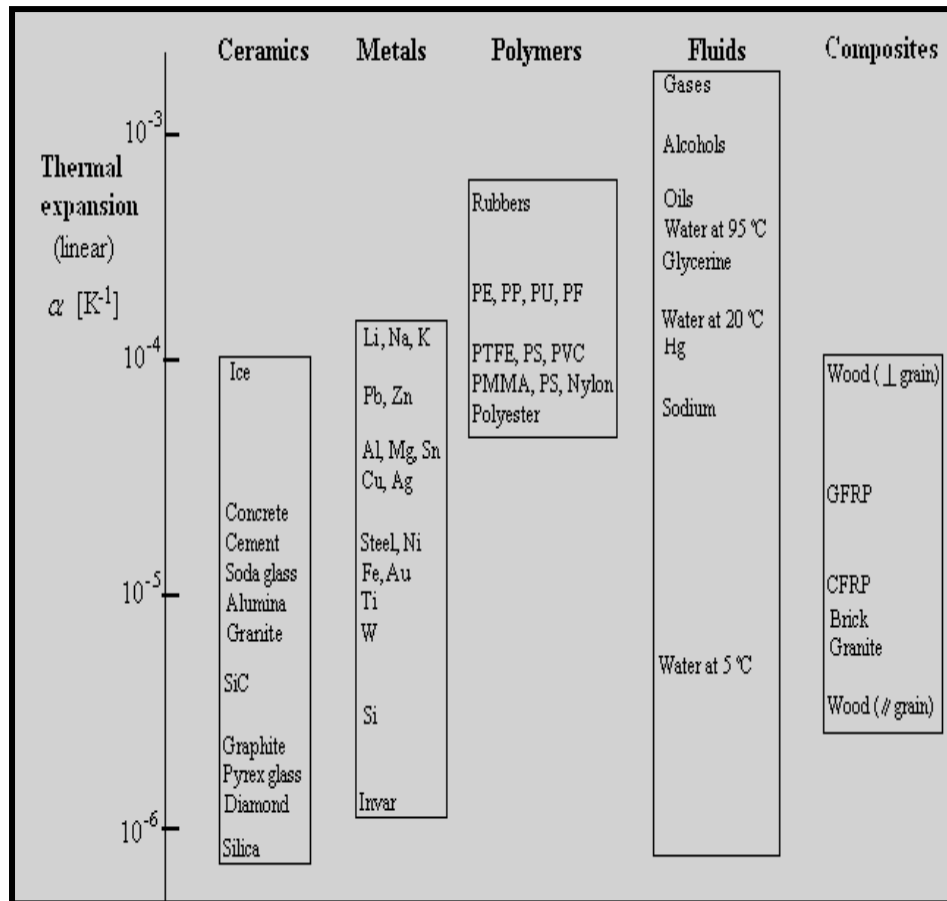 Ceramics
Metals
Polymers
Fluids
Composites
10-3
Thermal
expansion
(linear)
α [K-1]
10-4
10-5
10-6
Ice
Concrete
Cement
Soda glass
Alumina
Granite
SiC
Graphite
Pyrex glass
Diamond
Silica
Li, Na, K
Pb, Zn
Al, Mg, Sn
Cu, Ag
Steel, Ni
Fe, Au
Ti
W
Si
Invar
Rubbers
PE, PP, PU, PF
PTFE, PS, PVC
PMMA, PS, Nylon
Polyester
Gases
Alcohols
Oils
Water at 95 ℃
Glycerine
Water at 20 ℃
Hg
Sodium
Water at 5 ℃
Wood (⊥ grain)
GFRP
CFRP
Brick
Granite
Wood (∥ grain)